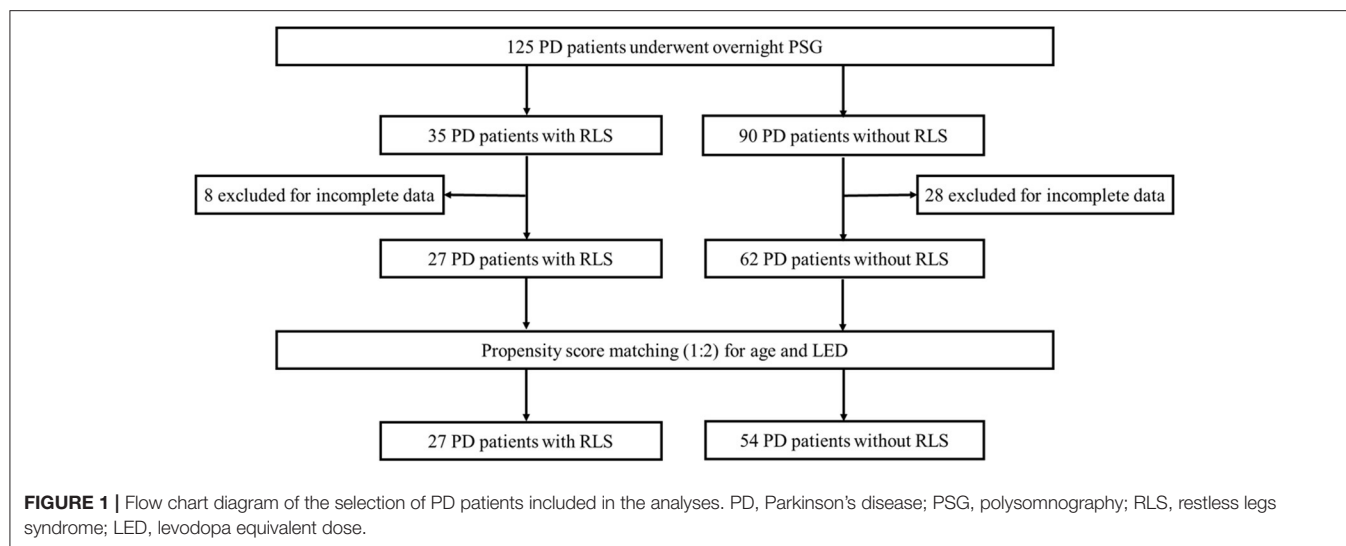 125 PD patients underwent overnight PSG
35 PD patients with RLS
90 PD patients without RLS
8 excluded for incomplete data
28 excluded for incomplete data
27 PD patients with RLS
62 PD patients without RLS
Propensity score matching (1:2) for age and LED
27 PD patients with RLS
54 PD patients without RLS
FIGURE 1 | Flow chart diagram of the selection of PD patients included in the analyses. PD, Parkinson's disease; PSG, polysomnography; RLS, restless legs
syndrome; LED, levodopa equivalent dose.